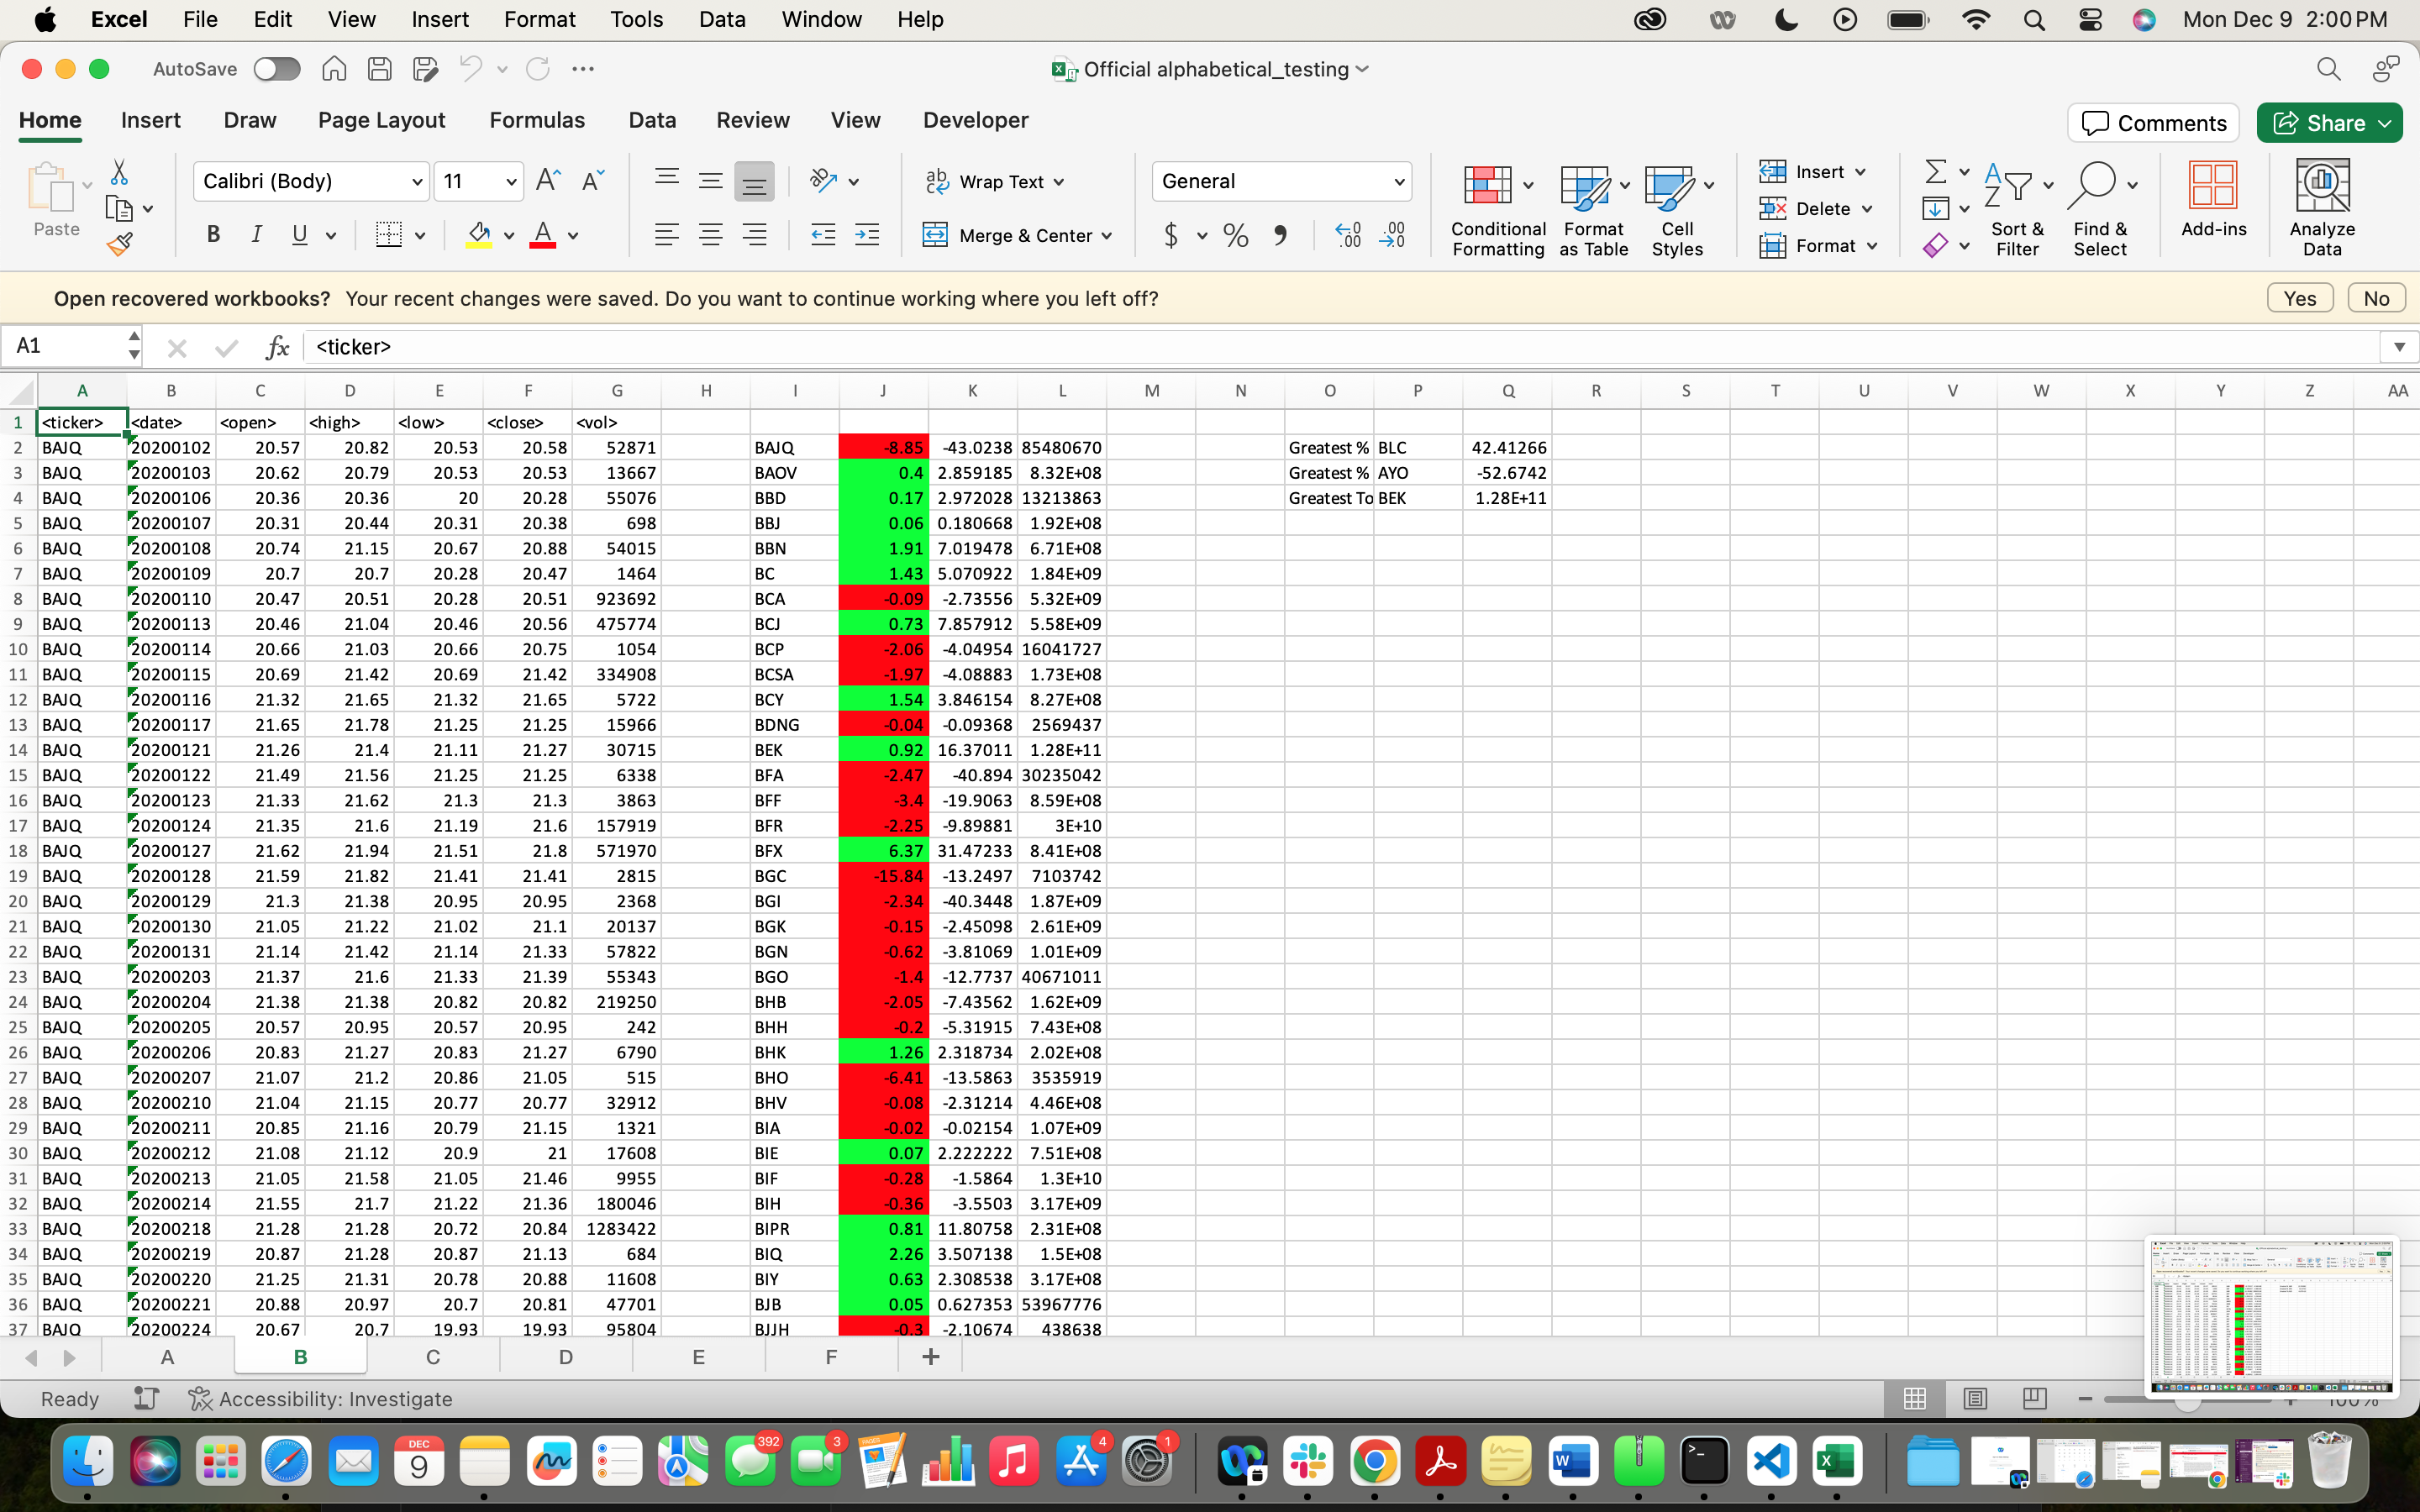 Excel File Edit View Insert Format Tools Data Window Help Mon Dec 9 2:00 PM
AutoSave Official alphabetical_testing
Home Insert Draw Page Layout Formulas Data Review View Developer Comments Share
Paste Calibri (Body) 11 Wrap Text General Insert
B I U Merge & Center $ % Conditional Formatting Format as Table Cell Styles Delete Format Sort & Filter Find & Select Add-ins Analyze Data
Open recovered workbooks? Your recent changes were saved. Do you want to continue working where you left off? Yes No
A1 fx <ticker>
A B C D E F G H I J K L M N O P Q R S T U V W X Y Z AA
1 <ticker> <date> <open> <high> <low> <close> <vol>
2 BAJQ 20200102 20.57 20.82 20.53 20.58 52871 BAJQ -8.85 -43.0238 85480670 Greatest % BLC 42.41266
3 BAJQ 20200103 20.62 20.79 20.53 20.53 13667 BAOV 0.4 2.859185 8.32E+08 Greatest % AYO -52.6742
4 BAJQ 20200106 20.36 20.36 20 20.28 55076 BBD 0.17 2.972028 13213863 Greatest To BEK 1.28E+11
5 BAJQ 20200107 20.31 20.44 20.31 20.38 698 BBJ 0.06 0.180668 1.92E+08
6 BAJQ 20200108 20.74 21.15 20.67 20.88 54015 BBN 1.91 7.019478 6.71E+08
7 BAJQ 20200109 20.7 20.7 20.28 20.47 1464 BC 1.43 5.070922 1.84E+09
8 BAJQ 20200110 20.47 20.51 20.28 20.51 923692 BCA -0.09 -2.73556 5.32E+09
9 BAJQ 20200113 20.46 21.04 20.46 20.56 475774 BCJ 0.73 7.857912 5.58E+09
10 BAJQ 20200114 20.66 21.03 20.66 20.75 1054 BCP -2.06 -4.04954 16041727
11 BAJQ 20200115 20.69 21.42 20.69 21.42 334908 BCSA -1.97 -4.08883 1.73E+08
12 BAJQ 20200116 21.32 21.65 21.32 21.65 5722 BCY 1.54 3.846154 8.27E+08
13 BAJQ 20200117 21.65 21.78 21.25 21.25 15966 BDNG -0.04 -0.09368 2569437
14 BAJQ 20200121 21.26 21.4 21.11 21.27 30715 BEK 0.92 16.37011 1.28E+11
15 BAJQ 20200122 21.49 21.56 21.25 21.25 6338 BFA -2.47 -40.894 30235042
16 BAJQ 20200123 21.33 21.62 21.3 21.3 3863 BFF -3.4 -19.9063 8.59E+08
17 BAJQ 20200124 21.35 21.6 21.19 21.6 157919 BFR -2.25 -9.89881 3E+10
18 BAJQ 20200127 21.62 21.94 21.51 21.8 571970 BFX 6.37 31.47233 8.41E+08
19 BAJQ 20200128 21.59 21.82 21.41 21.41 2815 BGC -15.84 -13.2497 7103742
20 BAJQ 20200129 21.3 21.38 20.95 20.95 2368 BGI -2.34 -40.3448 1.87E+09
21 BAJQ 20200130 21.05 21.22 21.02 21.1 20137 BGK -0.15 -2.45098 2.61E+09
22 BAJQ 20200131 21.14 21.42 21.14 21.33 57822 BGN -0.62 -3.81069 1.01E+09
23 BAJQ 20200203 21.37 21.6 21.33 21.39 55343 BGO -1.4 -12.7737 40671011
24 BAJQ 20200204 21.38 21.38 20.82 20.82 219250 BHB -2.05 -7.43562 1.62E+09
25 BAJQ 20200205 20.57 20.95 20.57 20.95 242 BHH -0.2 -5.31915 7.43E+08
26 BAJQ 20200206 20.83 21.27 20.83 21.27 6790 BHK 1.26 2.318734 2.02E+08
27 BAJQ 20200207 21.07 21.2 20.86 21.05 515 BHO -6.41 -13.5863 3535919
28 BAJQ 20200210 21.04 21.15 20.77 20.77 32912 BHV -0.08 -2.31214 4.46E+08
29 BAJQ 20200211 20.85 21.16 20.79 21.15 1321 BIA -0.02 -0.02154 1.07E+09
30 BAJQ 20200212 21.08 21.12 20.9 21 17608 BIE 0.07 2.222222 7.51E+08
31 BAJQ 20200213 21.05 21.58 21.05 21.46 9955 BIF -0.28 -1.5864 1.3E+10
32 BAJQ 20200214 21.55 21.7 21.22 21.36 180046 BIH -0.36 -3.5503 3.17E+09
33 BAJQ 20200218 21.28 21.28 20.72 20.84 1283422 BIPR 0.81 11.80758 2.31E+08
34 BAJQ 20200219 20.87 21.28 20.87 21.13 684 BIQ 2.26 3.507138 1.5E+08
35 BAJQ 20200220 21.25 21.31 20.78 20.88 11608 BIY 0.63 2.308538 3.17E+08
36 BAJQ 20200221 20.88 20.97 20.7 20.81 47701 BJB 0.05 0.627353 53967776
37 BAJQ 20200224 20.67 20.7 19.93 19.93 95804 BJJH -0.3 -2.10674 438638
A B C D E F +
Ready Accessibility: Investigate 100%
DEC 9 392 3 PAGES 4 1